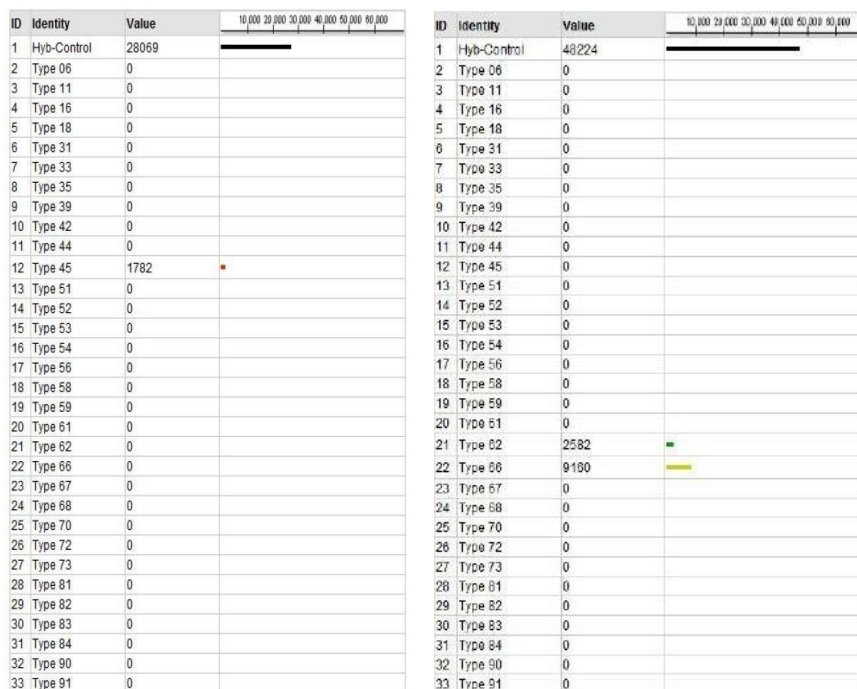 ID Identity Value 10,000 20,000 30,000 40,000 50,000 60,000
1 Hyb-Control 28069
2 Type 06 0
3 Type 11 0
4 Type 16 0
5 Type 18 0
6 Type 31 0
7 Type 33 0
8 Type 35 0
9 Type 39 0
10 Type 42 0
11 Type 44 0
12 Type 45 1782
13 Type 51 0
14 Type 52 0
15 Type 53 0
16 Type 54 0
17 Type 56 0
18 Type 58 0
19 Type 59 0
20 Type 61 0
21 Type 62 0
22 Type 66 0
23 Type 67 0
24 Type 68 0
25 Type 70 0
26 Type 72 0
27 Type 73 0
28 Type 81 0
29 Type 82 0
30 Type 83 0
31 Type 84 0
32 Type 90 0
33 Type 91 0
ID Identity Value 10,000 20,000 30,000 40,000 50,000 60,000
1 Hyb-Control 48224
2 Type 06 0
3 Type 11 0
4 Type 16 0
5 Type 18 0
6 Type 31 0
7 Type 33 0
8 Type 35 0
9 Type 39 0
10 Type 42 0
11 Type 44 0
12 Type 45 0
13 Type 51 0
14 Type 52 0
15 Type 53 0
16 Type 54 0
17 Type 56 0
18 Type 58 0
19 Type 59 0
20 Type 61 0
21 Type 62 2582
22 Type 66 9160
23 Type 67 0
24 Type 68 0
25 Type 70 0
26 Type 72 0
27 Type 73 0
28 Type 81 0
29 Type 82 0
30 Type 83 0
31 Type 84 0
32 Type 90 0
33 Type 91 0